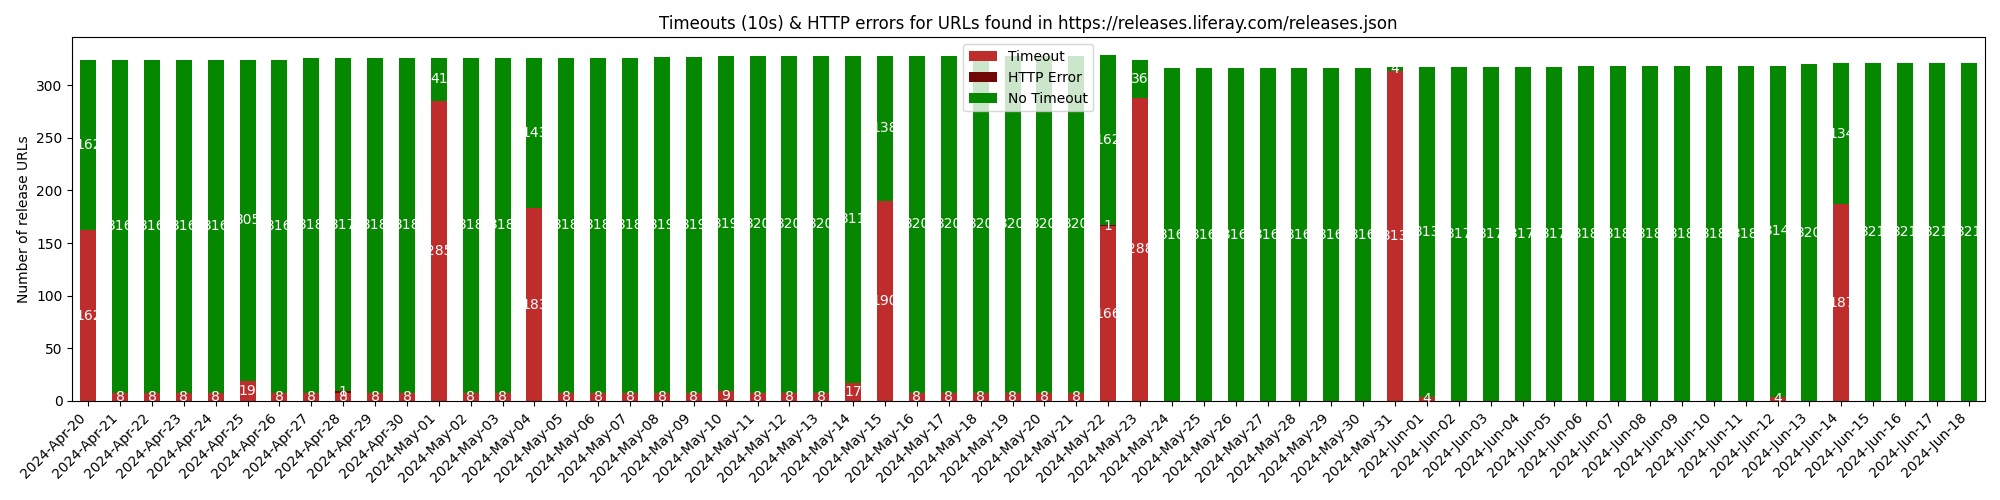 Timeouts (10s) & HTTP errors for URLs found in https://releases.liferay.com/releases.json
Timeout
HTTP Error
No Timeout
Number of release URLs
300
250
200
150
100
50
0
162 316 316 316 316 305 316 318 317 318 318 41 318 318 143 318 318 318 319 319 319 320 320 320 311 138 320 320 320 320 320 320 162 36 316 316 316 316 316 316 316 4 313 317 317 317 317 318 318 318 318 318 318 314 320 134 321 321 321 321
1 1
162 8 8 8 8 19 8 8 8 8 8 285 8 8 183 8 8 8 8 8 9 8 8 8 17 190 8 8 8 8 8 8 166 288 313 4 4 187
2024-Apr-20
2024-Apr-21
2024-Apr-22
2024-Apr-23
2024-Apr-24
2024-Apr-25
2024-Apr-26
2024-Apr-27
2024-Apr-28
2024-Apr-29
2024-Apr-30
2024-May-01
2024-May-02
2024-May-03
2024-May-04
2024-May-05
2024-May-06
2024-May-07
2024-May-08
2024-May-09
2024-May-10
2024-May-11
2024-May-12
2024-May-13
2024-May-14
2024-May-15
2024-May-16
2024-May-17
2024-May-18
2024-May-19
2024-May-20
2024-May-21
2024-May-22
2024-May-23
2024-May-24
2024-May-25
2024-May-26
2024-May-27
2024-May-28
2024-May-29
2024-May-30
2024-May-31
2024-Jun-01
2024-Jun-02
2024-Jun-03
2024-Jun-04
2024-Jun-05
2024-Jun-06
2024-Jun-07
2024-Jun-08
2024-Jun-09
2024-Jun-10
2024-Jun-11
2024-Jun-12
2024-Jun-13
2024-Jun-14
2024-Jun-15
2024-Jun-16
2024-Jun-17
2024-Jun-18